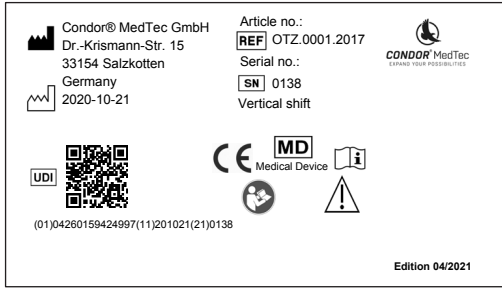 Condor® MedTec GmbH
Dr.-Krismann-Str. 15
33154 Salzkotten
Germany
2020-10-21
Article no.:
REF OTZ.0001.2017
Serial no.:
SN 0138
Vertical shift
CONDOR® MedTec
EXPAND YOUR POSSIBILITIES
UDI
CE
MD
Medical Device
i
(01)04260159424997(11)201021(21)0138
Edition 04/2021